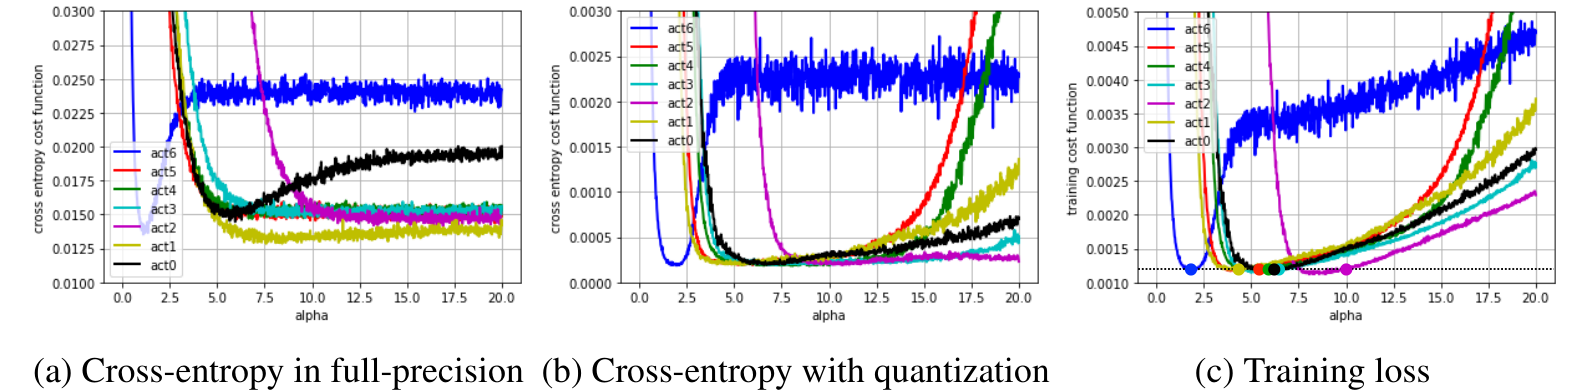 0.0300
0.0275
0.0250
0.0225
0.0200
0.0175
0.0150
0.0125
0.0100
cross entropy cost function
act6
act5
act4
act3
act2
act1
act0
0.0 2.5 5.0 7.5 10.0 12.5 15.0 17.5 20.0
alpha
0.0030
0.0025
0.0020
0.0015
0.0010
0.0005
0.0000
cross entropy cost function
act6
act5
act4
act3
act2
act1
act0
0.0 2.5 5.0 7.5 10.0 12.5 15.0 17.5 20.0
alpha
0.0050
0.0045
0.0040
0.0035
0.0030
0.0025
0.0020
0.0015
0.0010
training cost function
act6
act5
act4
act3
act2
act1
act0
0.0 2.5 5.0 7.5 10.0 12.5 15.0 17.5 20.0
alpha
(a) Cross-entropy in full-precision (b) Cross-entropy with quantization (c) Training loss